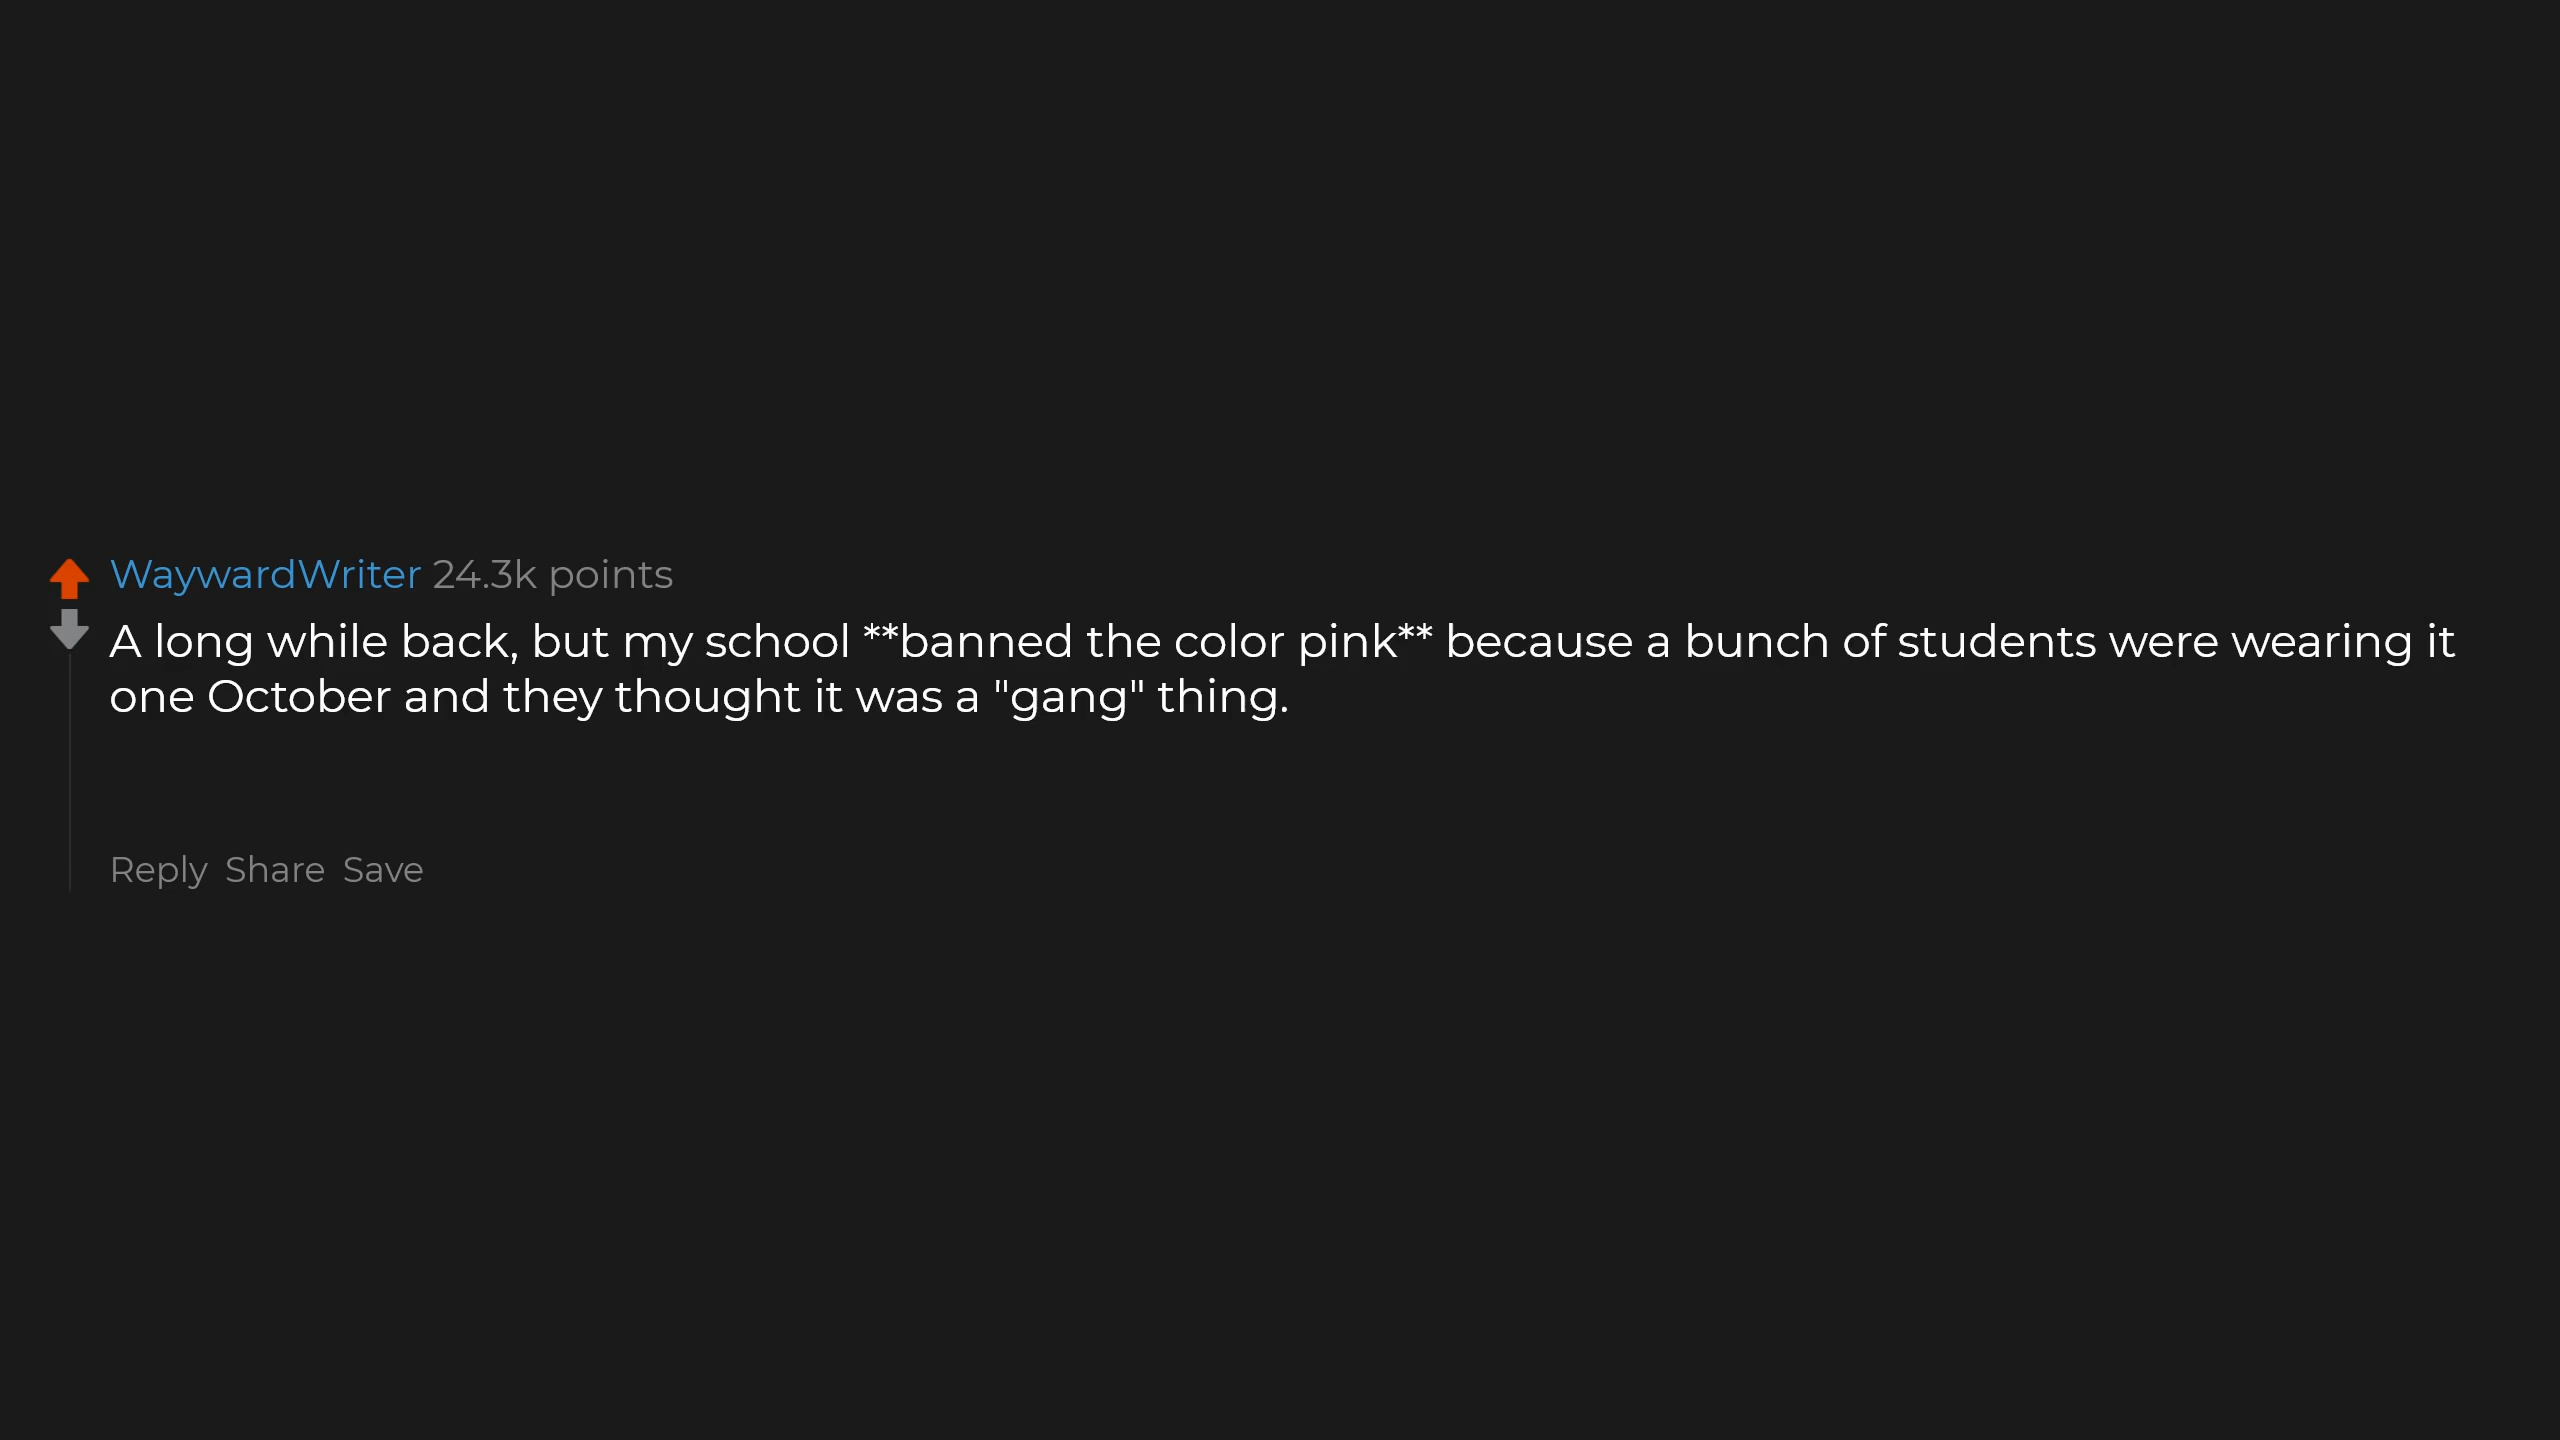 WaywardWriter 24.3k points
A long while back, but my school **banned the color pink** because a bunch of students were wearing it
one October and they thought it was a "gang" thing.
Reply Share Save